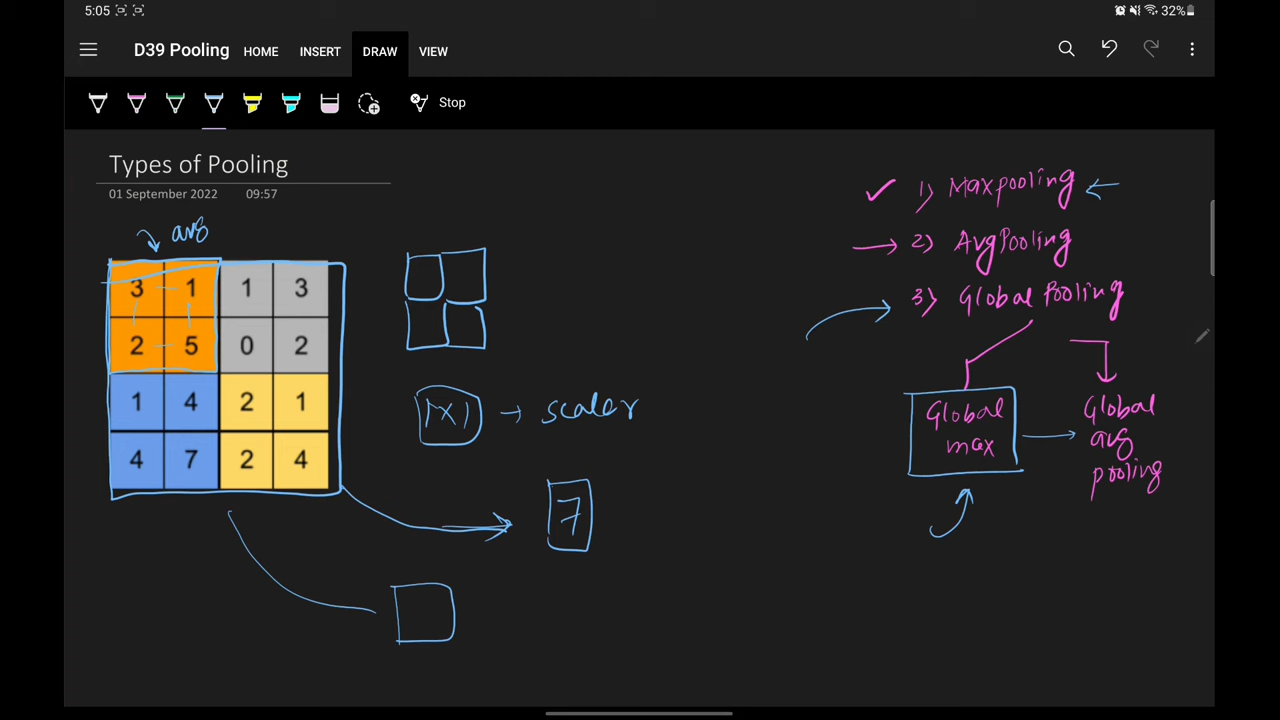 5:05
32%
D39 Pooling HOME INSERT DRAW VIEW
Stop
Types of Pooling
01 September 2022 09:57
avg
3 1 1 3
2 5 0 2
1 4 2 1
4 7 2 4
1X1 → scaler
7
1) Maxpooling
2) AvgPooling
3) Global Pooling
Global max
Global avg pooling